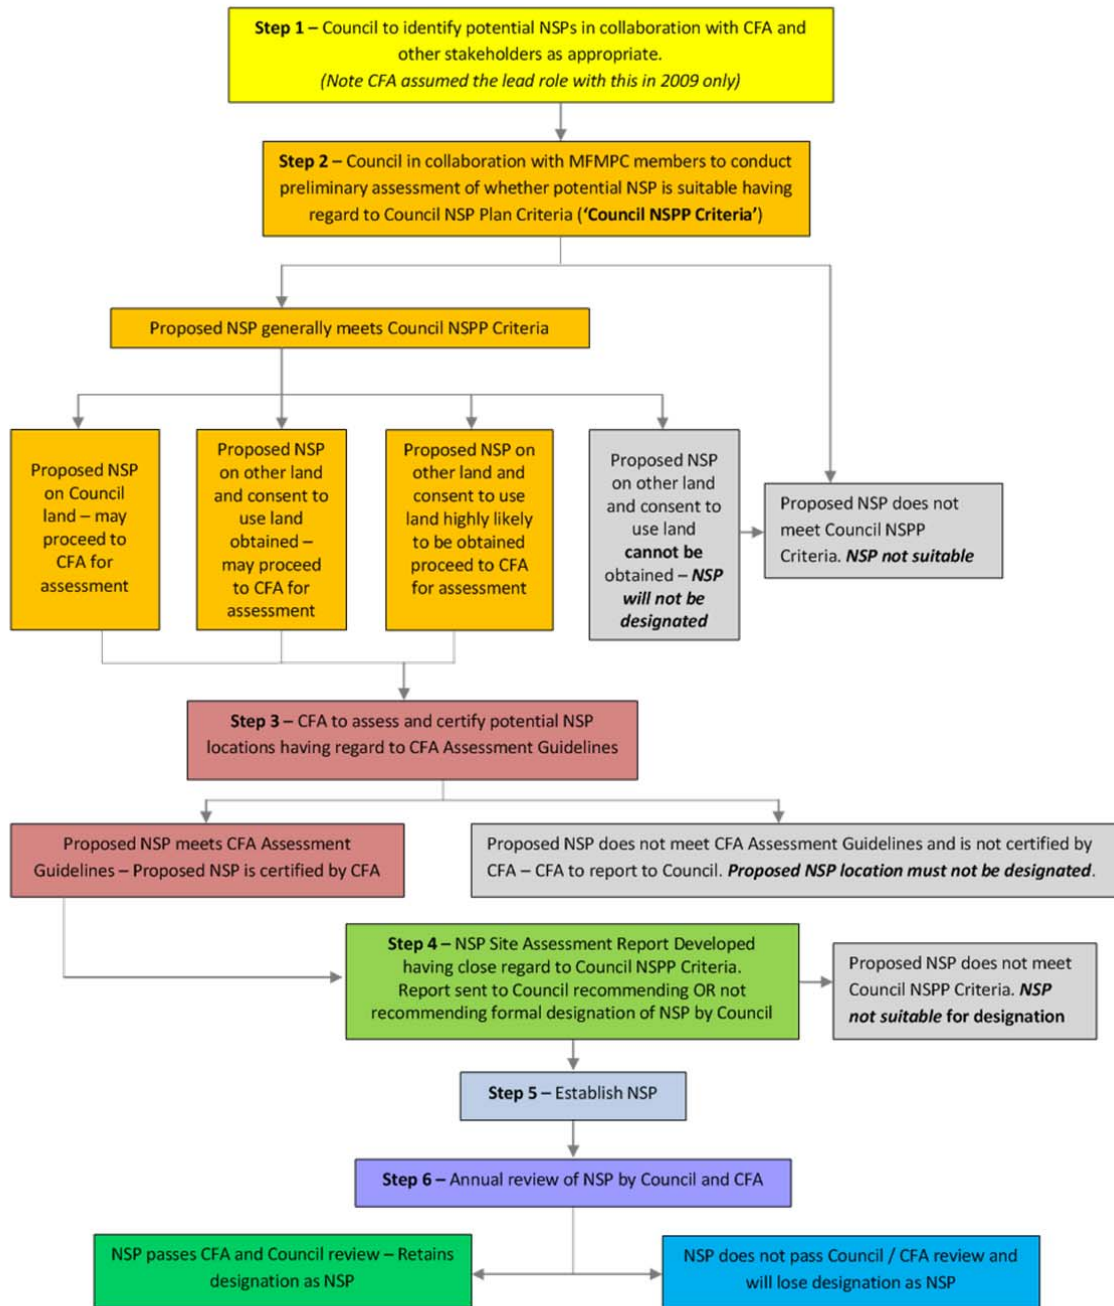 Step 1 – Council to identify potential NSPs in collaboration with CFA and
other stakeholders as appropriate.
(Note CFA assumed the lead role with this in 2009 only)
Step 2 – Council in collaboration with MFMPC members to conduct
preliminary assessment of whether potential NSP is suitable having
regard to Council NSP Plan Criteria (‘Council NSPP Criteria’)
Proposed NSP generally meets Council NSPP Criteria
Proposed NSP
on Council
land – may
proceed to
CFA for
assessment
Proposed NSP
on other land
and consent to
use land
obtained –
may proceed
to CFA for
assessment
Proposed NSP on
other land and
consent to use
land highly likely
to be obtained
proceed to CFA
for assessment
Proposed NSP
on other land
and consent to
use land
cannot be
obtained – NSP
will not be
designated
Proposed NSP does not
meet Council NSPP
Criteria. NSP not suitable
Step 3 – CFA to assess and certify potential NSP
locations having regard to CFA Assessment Guidelines
Proposed NSP meets CFA Assessment
Guidelines – Proposed NSP is certified by CFA
Proposed NSP does not meet CFA Assessment Guidelines and is not certified by
CFA – CFA to report to Council. Proposed NSP location must not be designated.
Step 4 – NSP Site Assessment Report Developed
having close regard to Council NSPP Criteria.
Report sent to Council recommending OR not
recommending formal designation of NSP by Council
Proposed NSP does not meet
Council NSPP Criteria. NSP
not suitable for designation
Step 5 – Establish NSP
Step 6 – Annual review of NSP by Council and CFA
NSP passes CFA and Council review – Retains
designation as NSP
NSP does not pass Council / CFA review and
will lose designation as NSP